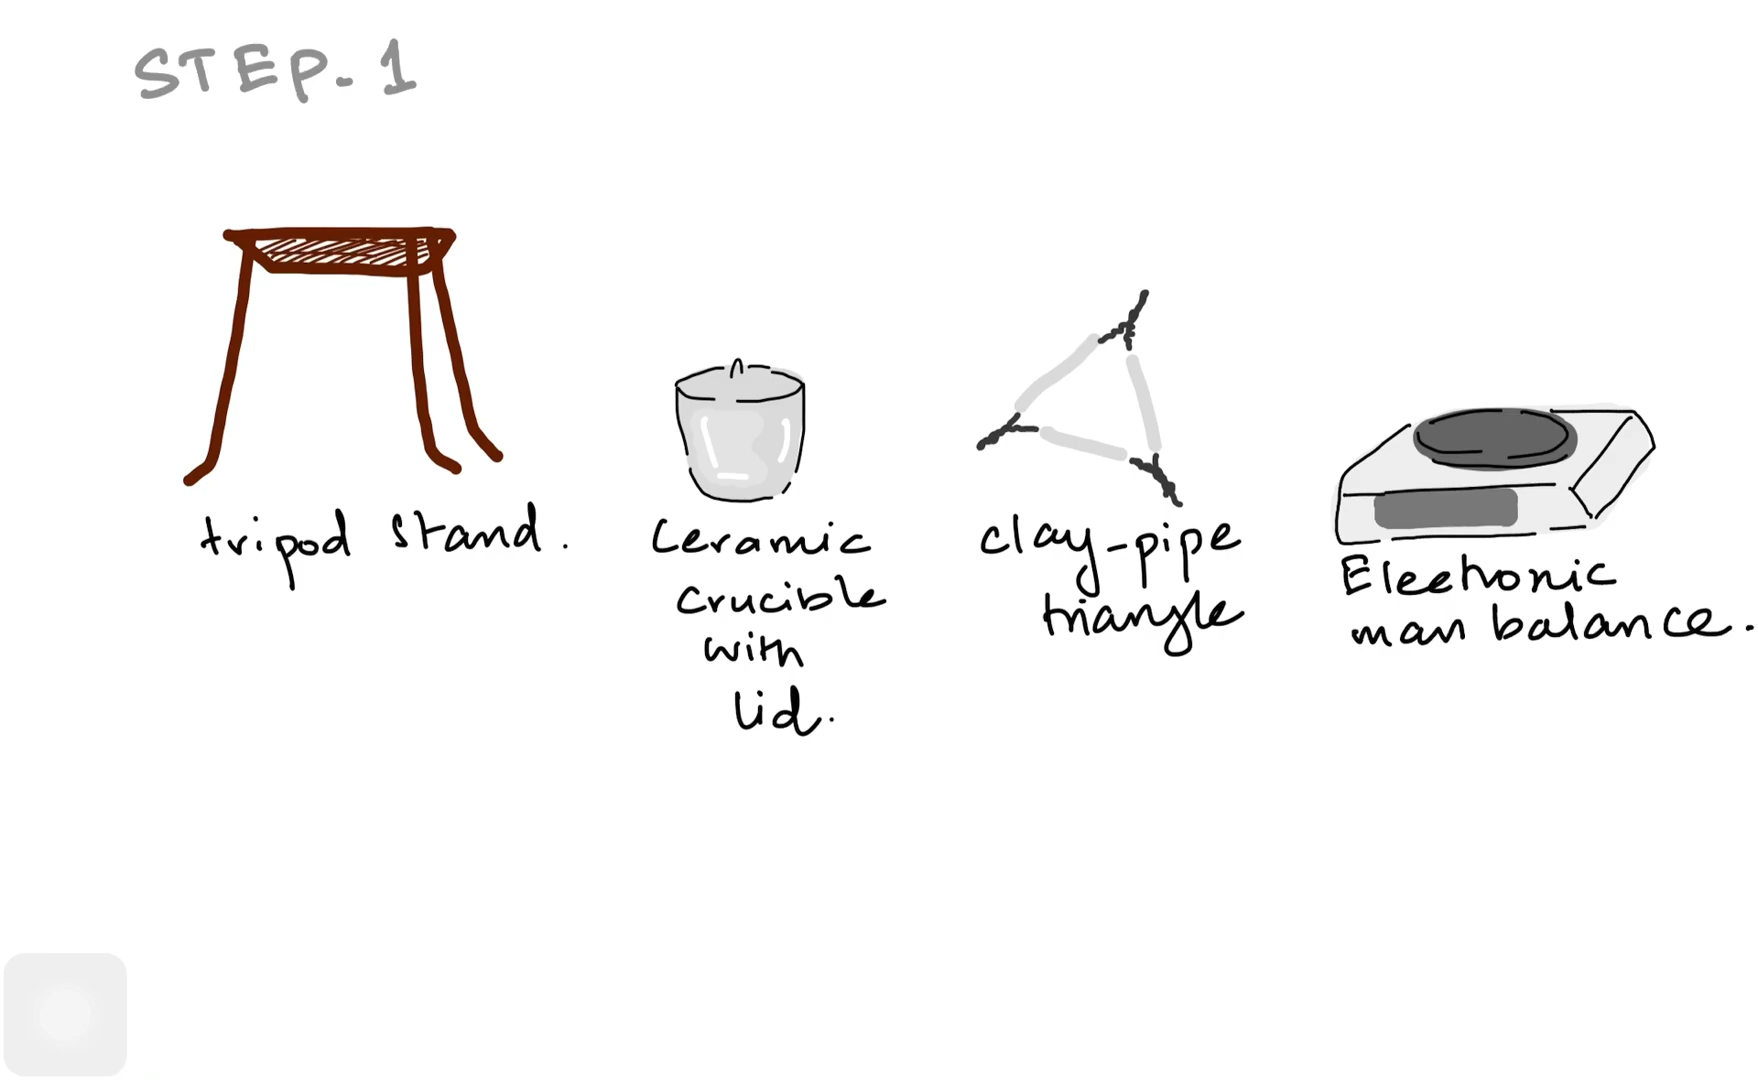 STEP-1
tripod stand.
Ceramic
crucible
with
lid.
clay-pipe
triangle
Electronic
mass balance.